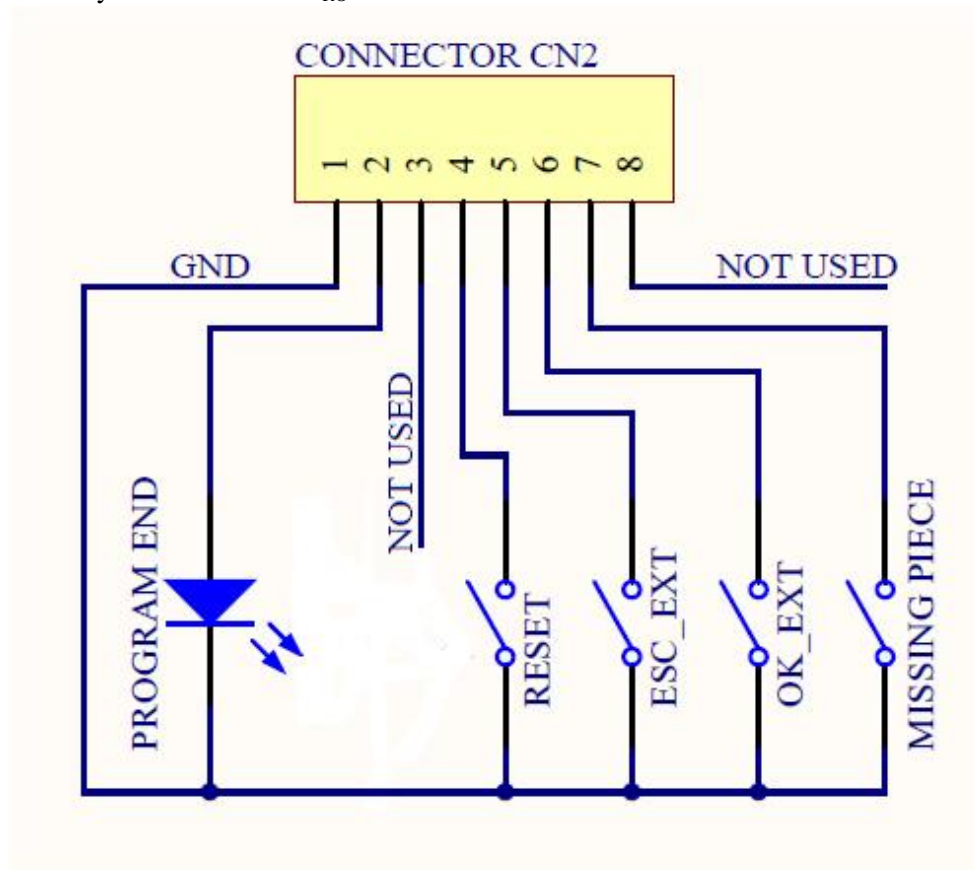 CONNECTOR CN2
1 2 3 4 5 6 7 8
GND
NOT USED
NOT USED
PROGRAM END
RESET
ESC_EXT
OK_EXT
MISSING PIECE